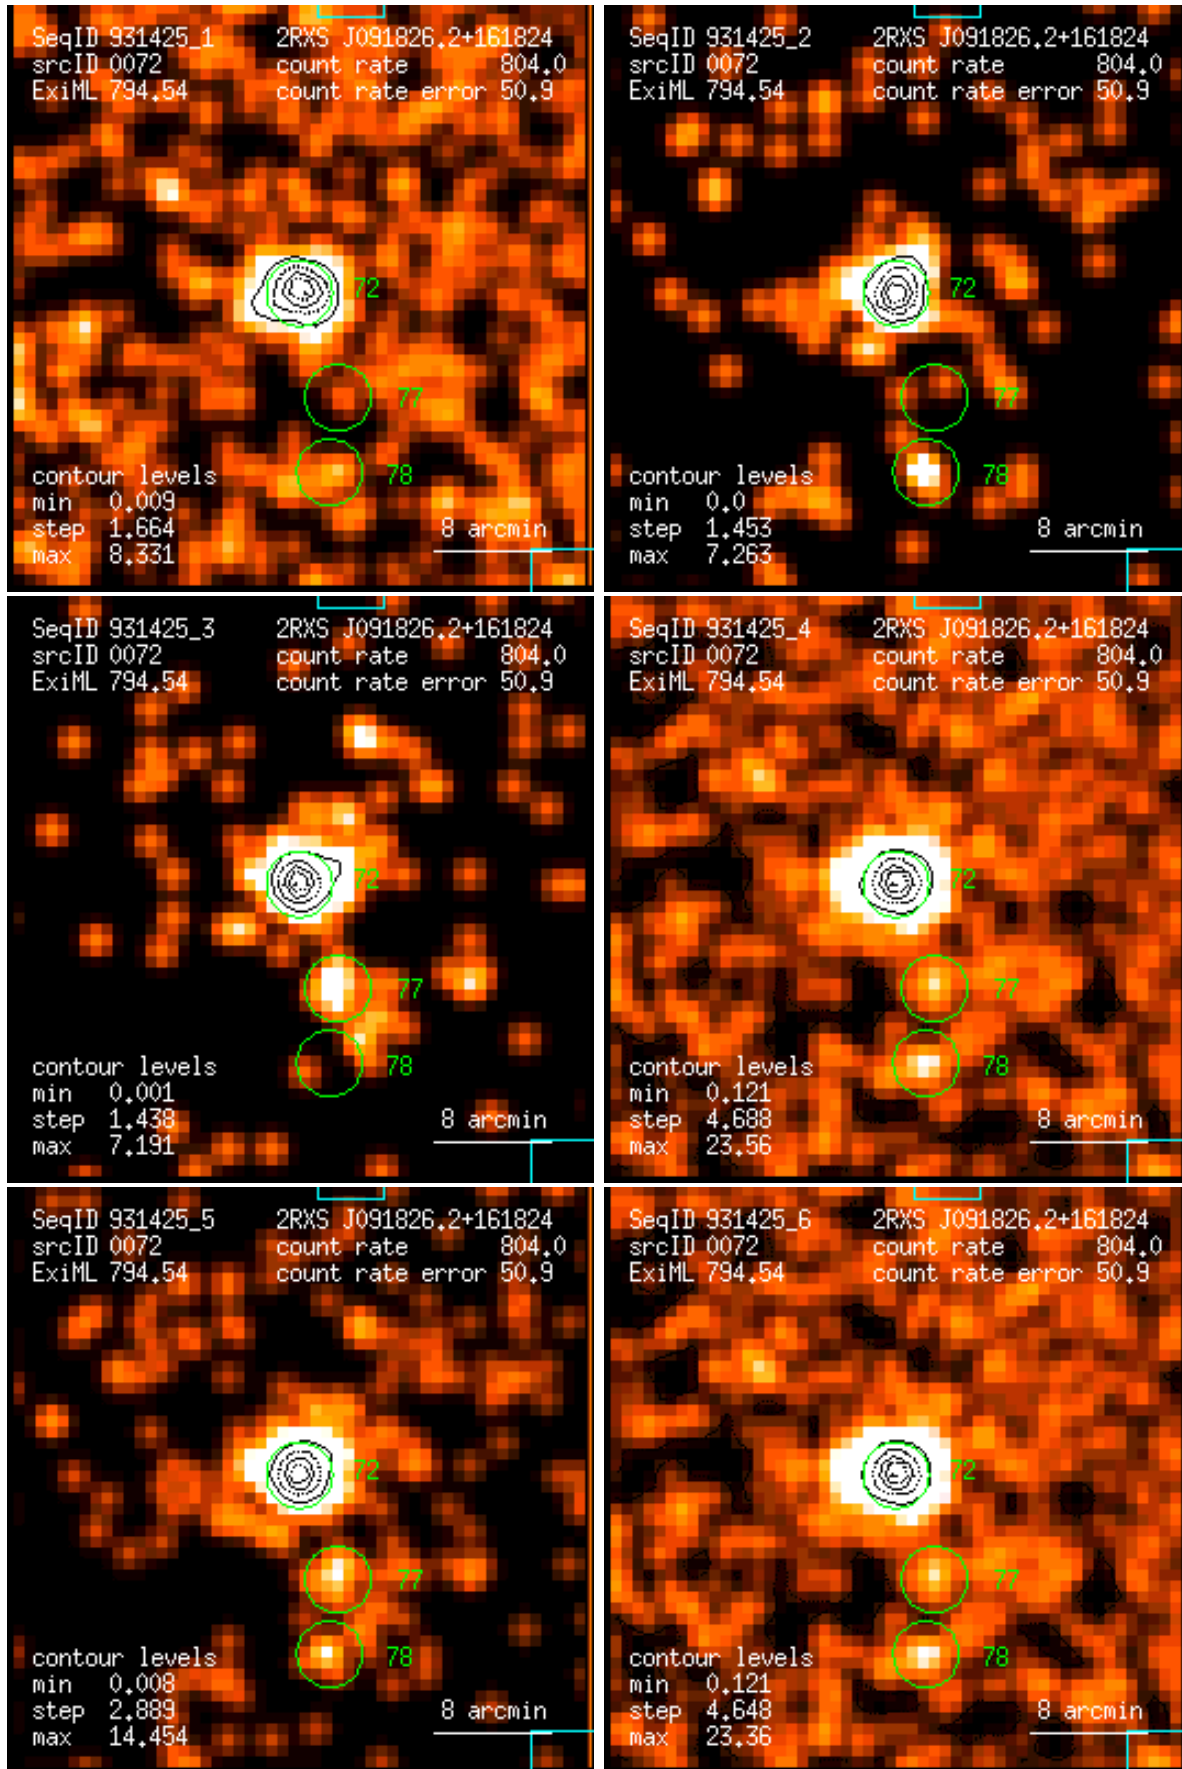 SeqID 931425_1 2RXS J091826.2+161824
srcID 0072 count rate 804.0
ExiML 794.54 count rate error 50.9
72
77
78
contour levels
min 0.009
step 1.664
max 8.331
8 arcmin
SeqID 931425_2 2RXS J091826.2+161824
srcID 0072 count rate 804.0
ExiML 794.54 count rate error 50.9
72
77
78
contour levels
min 0.0
step 1.453
max 7.263
8 arcmin
SeqID 931425_3 2RXS J091826.2+161824
srcID 0072 count rate 804.0
ExiML 794.54 count rate error 50.9
72
77
78
contour levels
min 0.001
step 1.438
max 7.191
8 arcmin
SeqID 931425_4 2RXS J091826.2+161824
srcID 0072 count rate 804.0
ExiML 794.54 count rate error 50.9
72
77
78
contour levels
min 0.121
step 4.688
max 23.56
8 arcmin
SeqID 931425_5 2RXS J091826.2+161824
srcID 0072 count rate 804.0
ExiML 794.54 count rate error 50.9
72
77
78
contour levels
min 0.008
step 2.889
max 14.454
8 arcmin
SeqID 931425_6 2RXS J091826.2+161824
srcID 0072 count rate 804.0
ExiML 794.54 count rate error 50.9
72
77
78
contour levels
min 0.121
step 4.648
max 23.36
8 arcmin